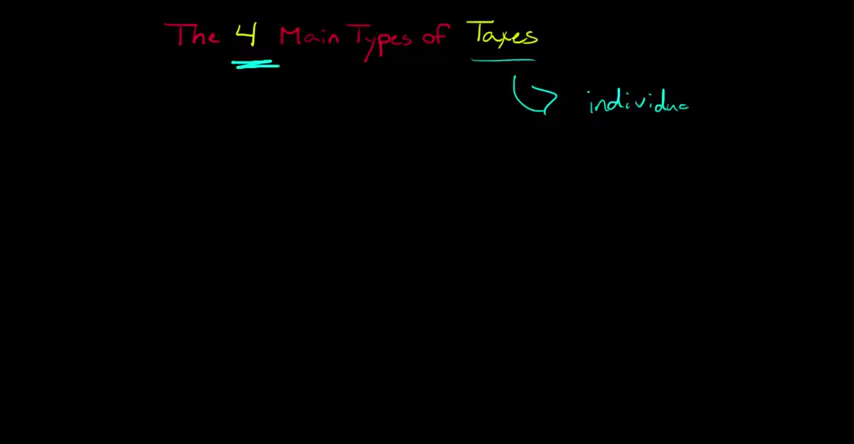 The 4 Main Types of Taxes
individua